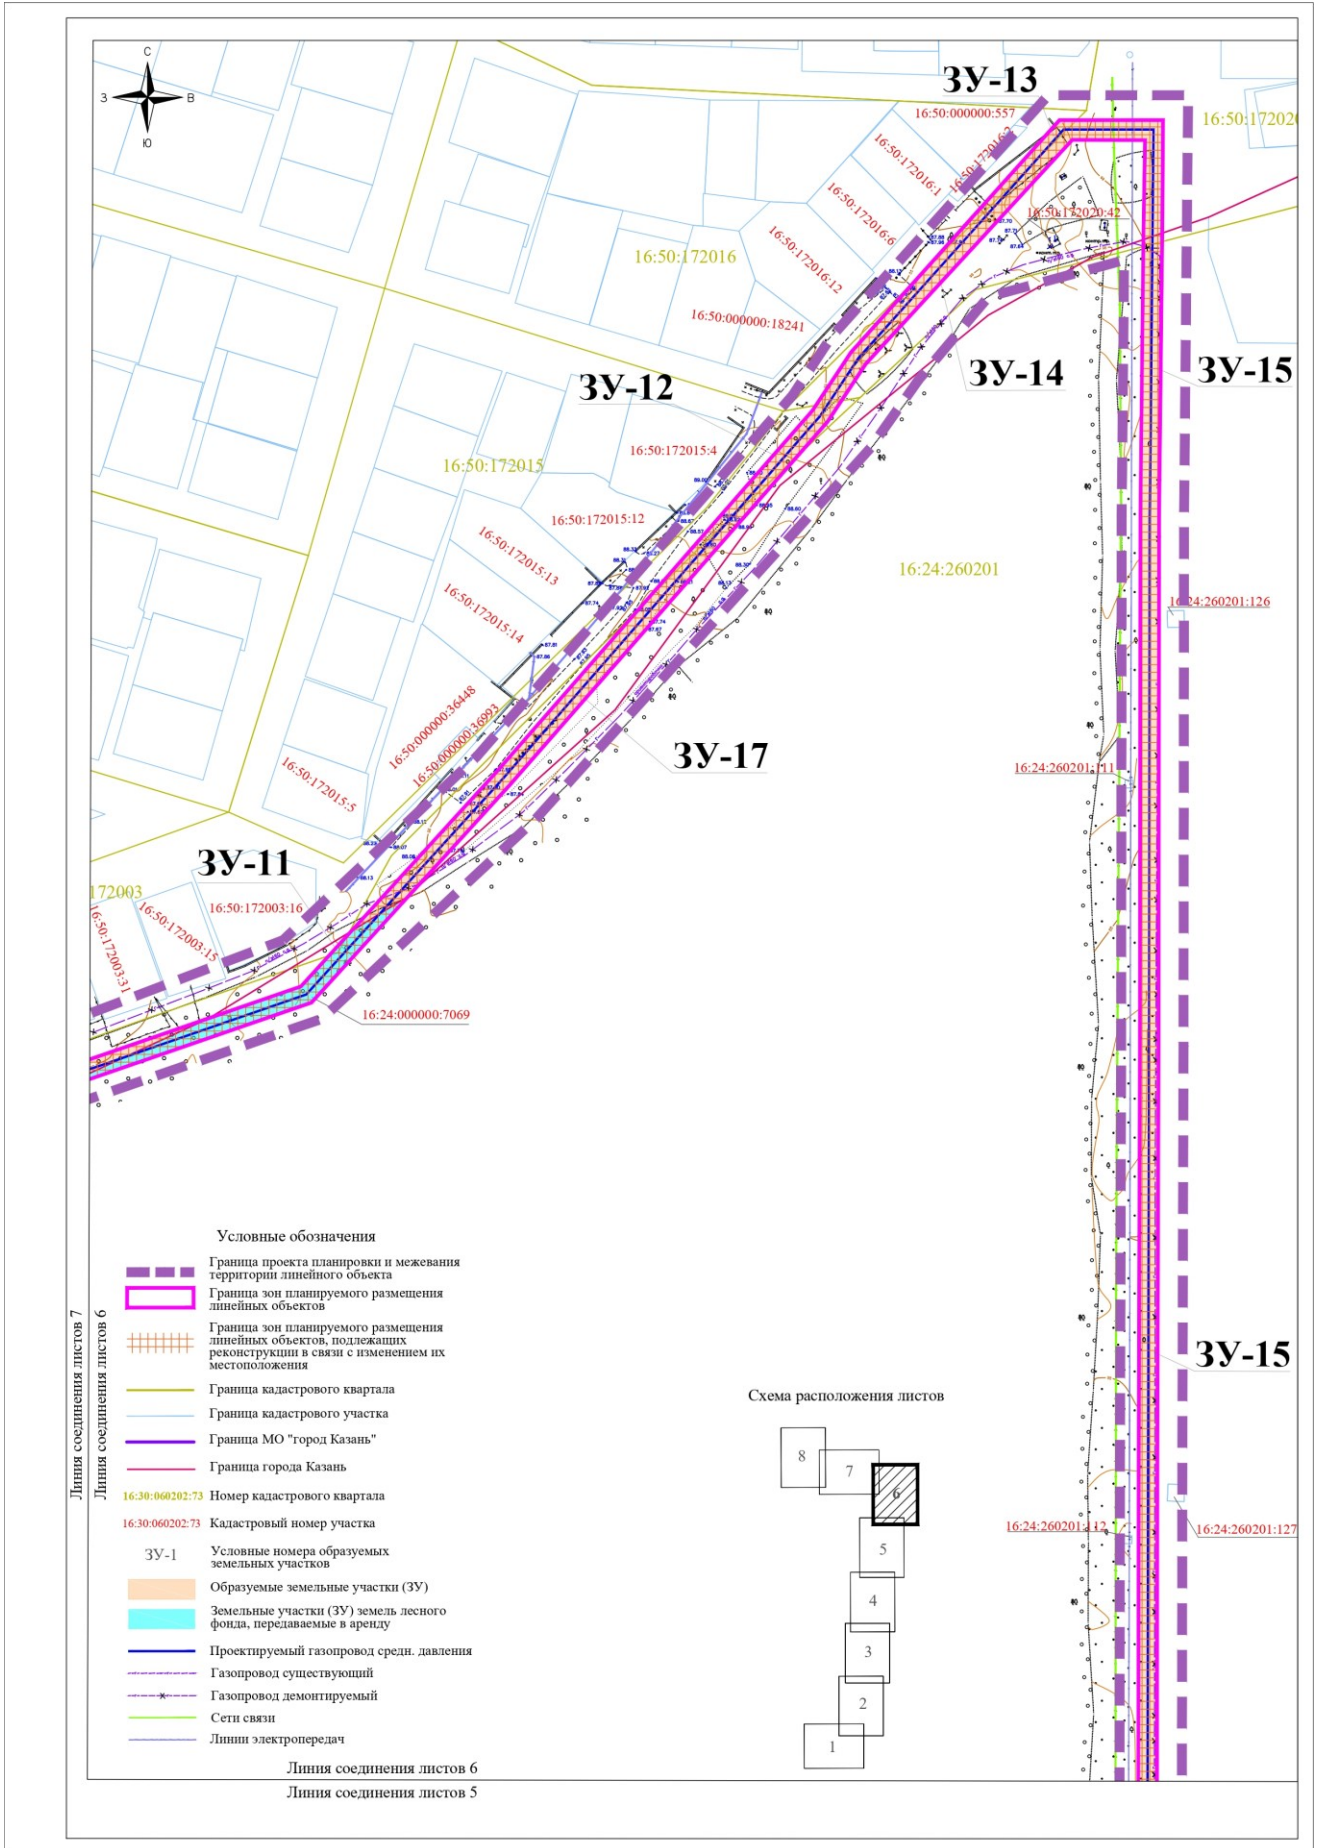 С
З
В
Ю
ЗУ-13
16:50:000000:557
16:50:172016:2
16:50:17202
16:50:172016:1
16:50:172016:6
16:50:172020:42
16:50:172016
16:50:172016:12
16:50:000000:18241
ЗУ-12
ЗУ-14
ЗУ-15
16:50:172015:4
16:50:172015
16:50:172015:12
16:50:172015:13
16:24:260201
16:50:172015:14
16:24:260201:126
16:50:000000:36448
16:50:000000:36993
ЗУ-17
16:24:260201:111
16:50:172015:5
ЗУ-11
172003
16:50:172003:16
16:50:172003:15
16:50:172003:31
16:24:000000:7069
Условные обозначения
Граница проекта планировки и межевания
территории линейного объекта
Граница зон планируемого размещения
линейных объектов
Граница зон планируемого размещения
линейных объектов, подлежащих
реконструкции в связи с изменением их
местоположения
Граница кадастрового квартала
Граница кадастрового участка
Граница МО "город Казань"
Граница города Казань
16:30:060202:73 Номер кадастрового квартала
16:30:060202:73 Кадастровый номер участка
ЗУ-1 Условные номера образуемых
земельных участков
Образуемые земельные участки (ЗУ)
Земельные участки (ЗУ) земель лесного
фонда, передаваемые в аренду
Проектируемый газопровод средн. давления
Газопровод существующий
Газопровод демонтируемый
Сети связи
Линии электропередач
Линия соединения листов 7
Линия соединения листов 6
ЗУ-15
Схема расположения листов
8
7
6
5
4
3
2
1
16:24:260201:112
16:24:260201:127
Линия соединения листов 6
Линия соединения листов 5